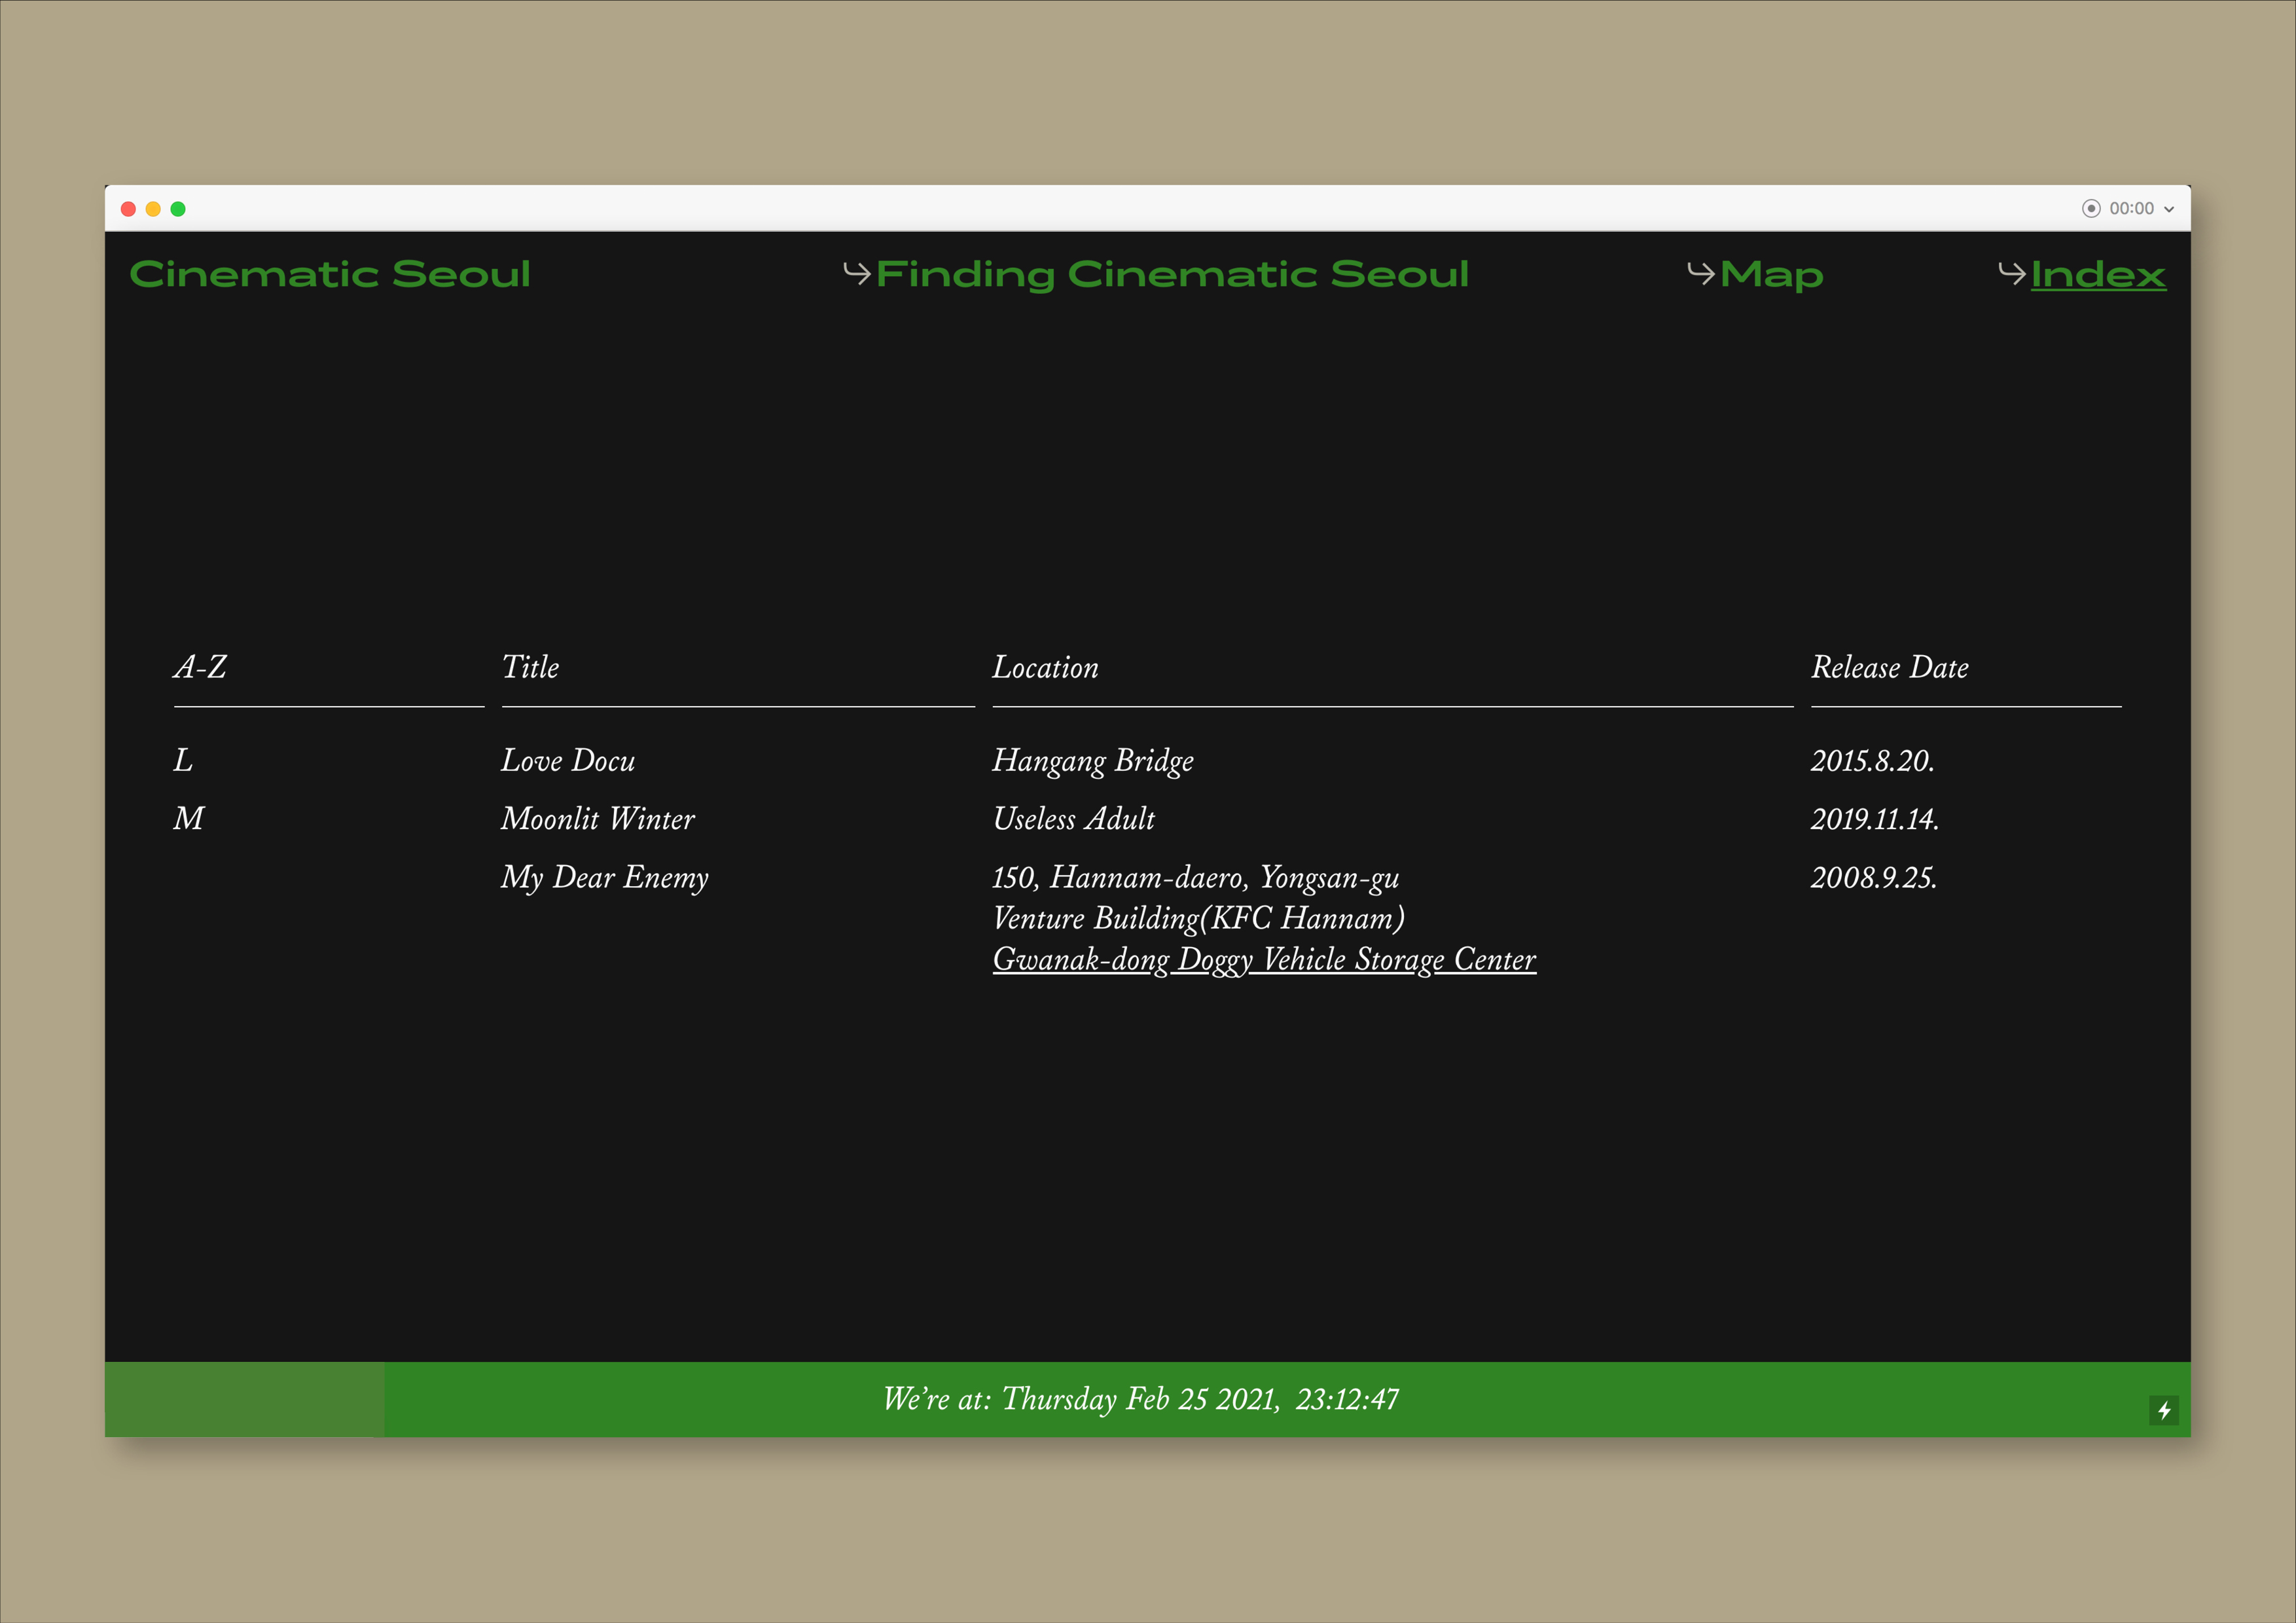 00:00
Cinematic Seoul ↪Finding Cinematic Seoul ↪Map ↪Index
A-Z Title Location Release Date
L Love Docu Hangang Bridge 2015.8.20.
M Moonlit Winter Useless Adult 2019.11.14.
My Dear Enemy 150, Hannam-daero, Yongsan-gu 2008.9.25.
Venture Building(KFC Hannam)
Gwanak-dong Doggy Vehicle Storage Center
We're at: Thursday Feb 25 2021, 23:12:47